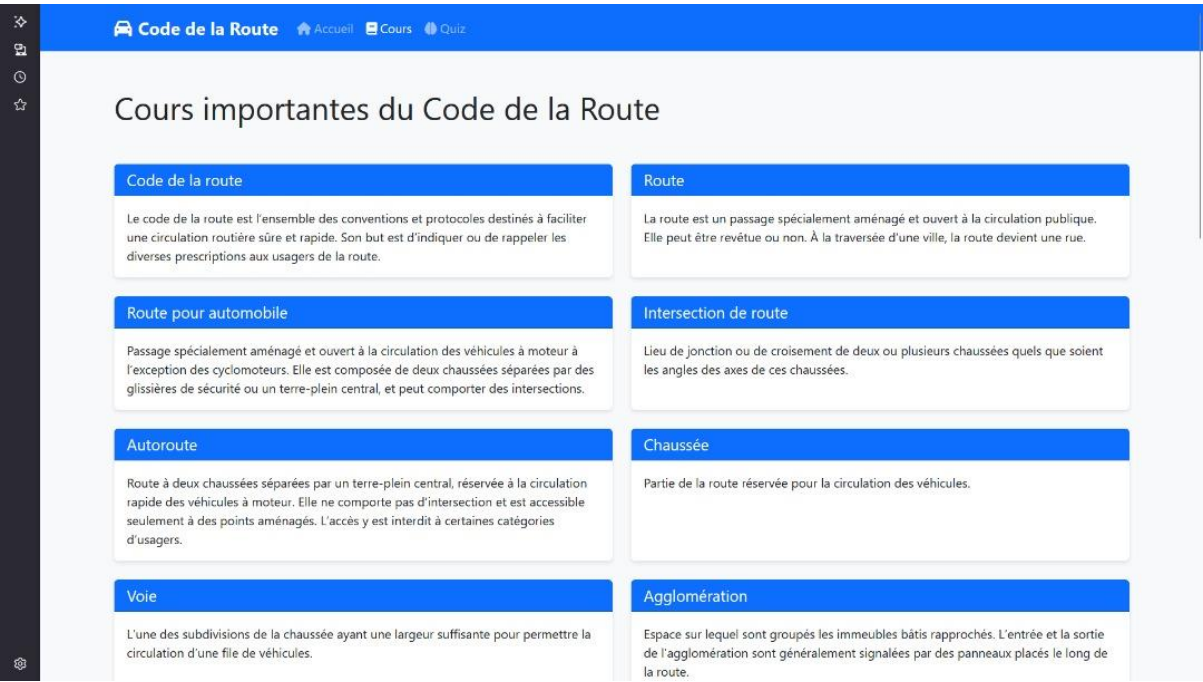 Code de la Route Accueil Cours Quiz
Cours importantes du Code de la Route
Code de la route
Le code de la route est l'ensemble des conventions et protocoles destinés à faciliter
une circulation routière sûre et rapide. Son but est d'indiquer ou de rappeler les
diverses prescriptions aux usagers de la route.
Route
La route est un passage spécialement aménagé et ouvert à la circulation publique.
Elle peut être revêtue ou non. À la traversée d'une ville, la route devient une rue.
Route pour automobile
Passage spécialement aménagé et ouvert à la circulation des véhicules à moteur à
l'exception des cyclomoteurs. Elle est composée de deux chaussées séparées par des
glissières de sécurité ou un terre-plein central, et peut comporter des intersections.
Intersection de route
Lieu de jonction ou de croisement de deux ou plusieurs chaussées quels que soient
les angles des axes de ces chaussées.
Autoroute
Route à deux chaussées séparées par un terre-plein central, réservée à la circulation
rapide des véhicules à moteur. Elle ne comporte pas d'intersection et est accessible
seulement à des points aménagés. L'accès y est interdit à certaines catégories
d'usagers.
Chaussée
Partie de la route réservée pour la circulation des véhicules.
Voie
L'une des subdivisions de la chaussée ayant une largeur suffisante pour permettre la
circulation d'une file de véhicules.
Agglomération
Espace sur lequel sont groupés les immeubles bâtis rapprochés. L'entrée et la sortie
de l'agglomération sont généralement signalées par des panneaux placés le long de
la route.